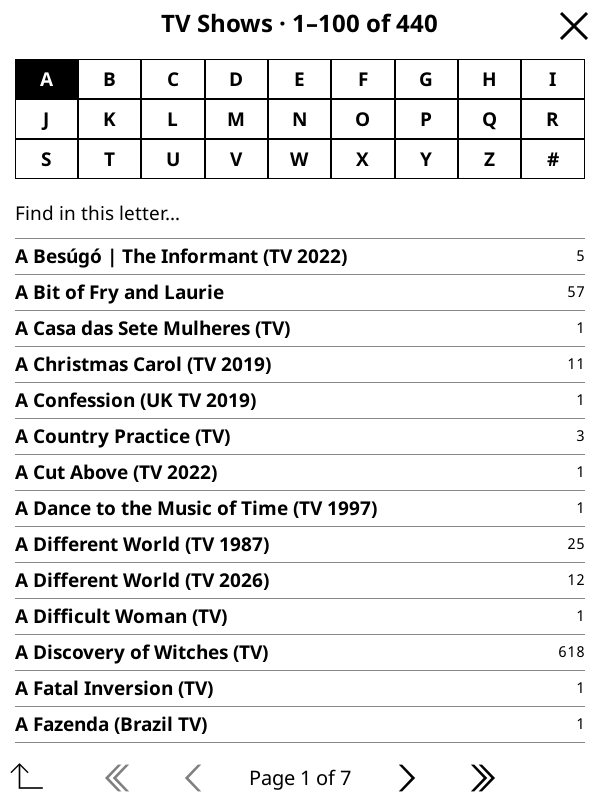 TV Shows · 1–100 of 440
A B C D E F G H I
J K L M N O P Q R
S T U V W X Y Z #
Find in this letter...
A Besúgó | The Informant (TV 2022) 5
A Bit of Fry and Laurie 57
A Casa das Sete Mulheres (TV) 1
A Christmas Carol (TV 2019) 11
A Confession (UK TV 2019) 1
A Country Practice (TV) 3
A Cut Above (TV 2022) 1
A Dance to the Music of Time (TV 1997) 1
A Different World (TV 1987) 25
A Different World (TV 2026) 12
A Difficult Woman (TV) 1
A Discovery of Witches (TV) 618
A Fatal Inversion (TV) 1
A Fazenda (Brazil TV) 1
Page 1 of 7